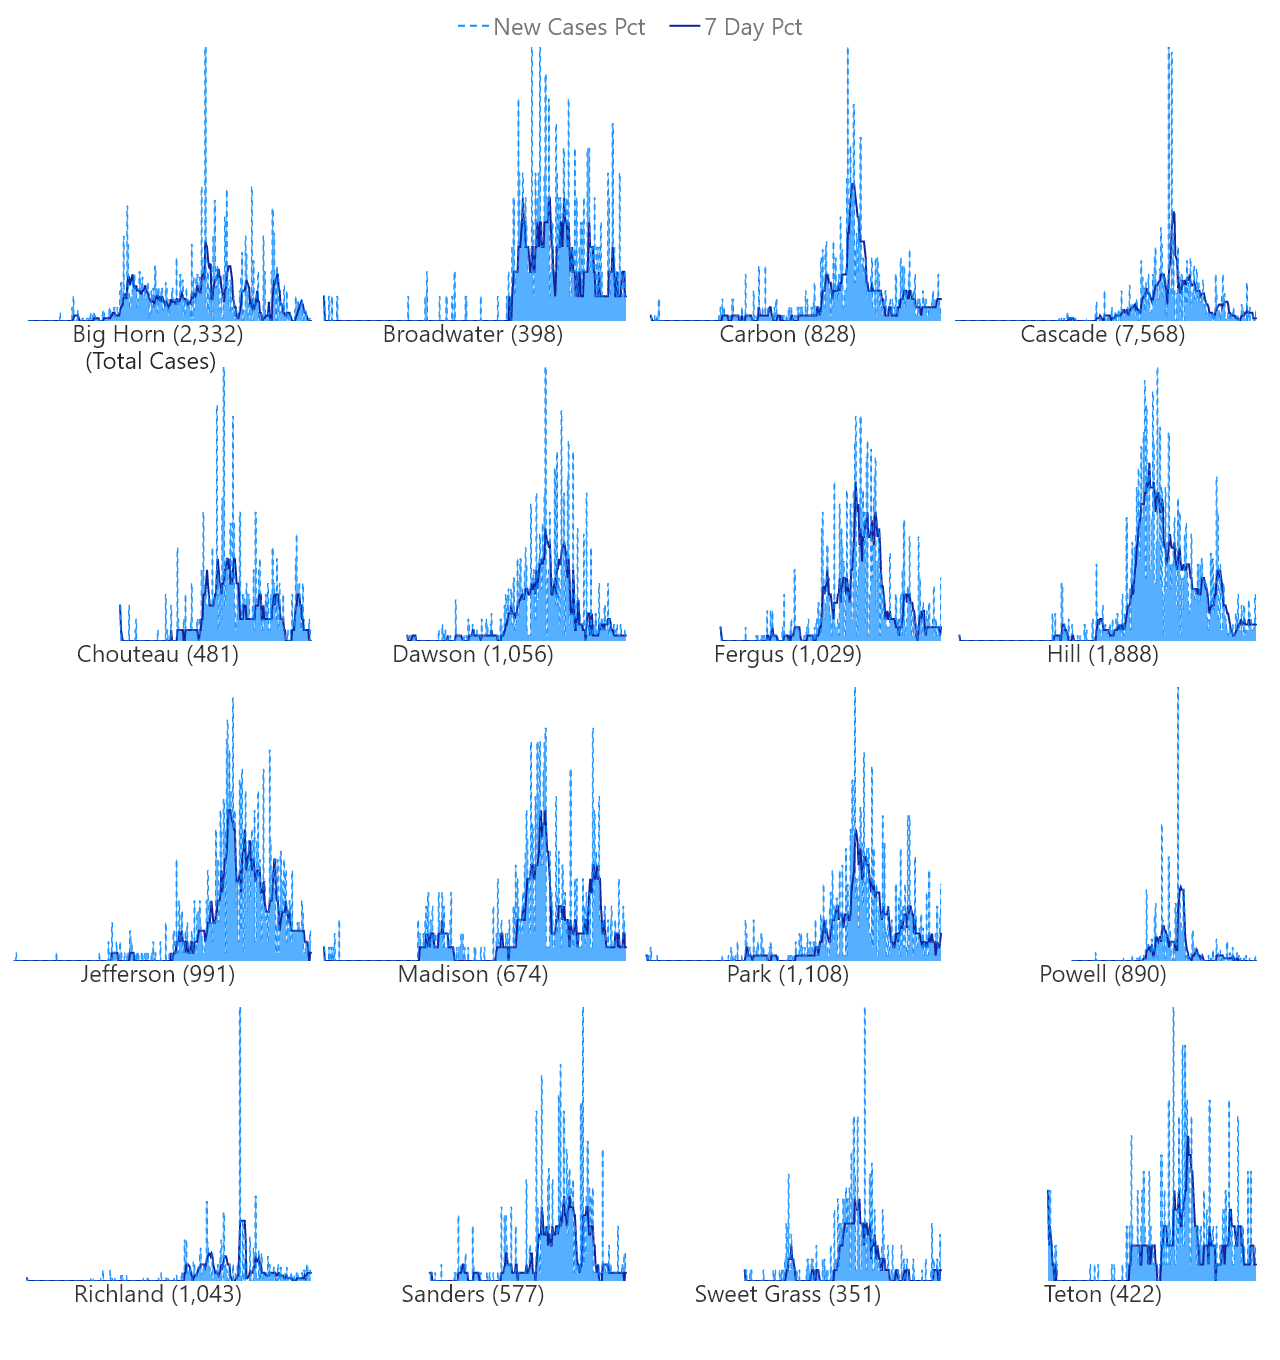 New Cases Pct 7 Day Pct
Big Horn (2,332)
(Total Cases)
Broadwater (398)
Carbon (828)
Cascade (7,568)
Chouteau (481)
Dawson (1,056)
Fergus (1,029)
Hill (1,888)
Jefferson (991)
Madison (674)
Park (1,108)
Powell (890)
Richland (1,043)
Sanders (577)
Sweet Grass (351)
Teton (422)